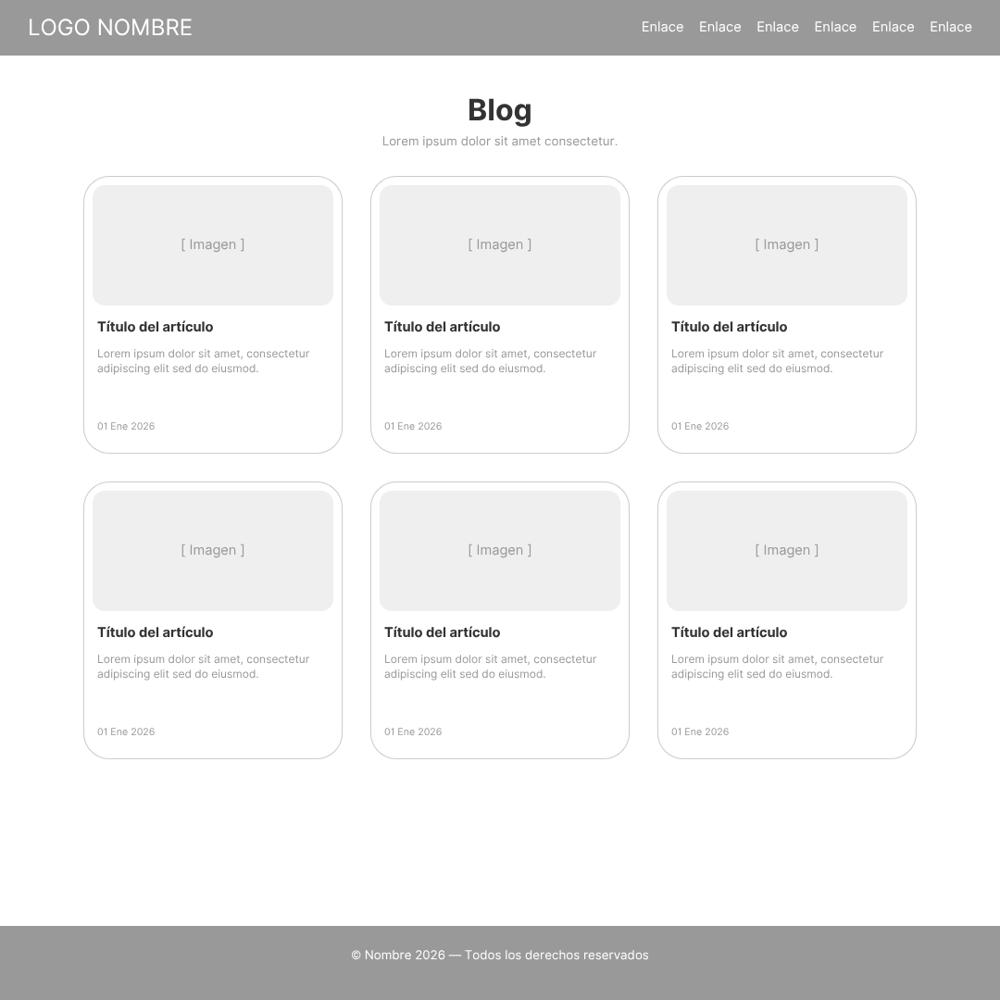 LOGO NOMBRE
Enlace Enlace Enlace Enlace Enlace Enlace
Blog
Lorem ipsum dolor sit amet consectetur.
[ Imagen ]
Título del artículo
Lorem ipsum dolor sit amet, consectetur
adipiscing elit sed do eiusmod.
01 Ene 2026
[ Imagen ]
Título del artículo
Lorem ipsum dolor sit amet, consectetur
adipiscing elit sed do eiusmod.
01 Ene 2026
[ Imagen ]
Título del artículo
Lorem ipsum dolor sit amet, consectetur
adipiscing elit sed do eiusmod.
01 Ene 2026
[ Imagen ]
Título del artículo
Lorem ipsum dolor sit amet, consectetur
adipiscing elit sed do eiusmod.
01 Ene 2026
[ Imagen ]
Título del artículo
Lorem ipsum dolor sit amet, consectetur
adipiscing elit sed do eiusmod.
01 Ene 2026
[ Imagen ]
Título del artículo
Lorem ipsum dolor sit amet, consectetur
adipiscing elit sed do eiusmod.
01 Ene 2026
© Nombre 2026 — Todos los derechos reservados